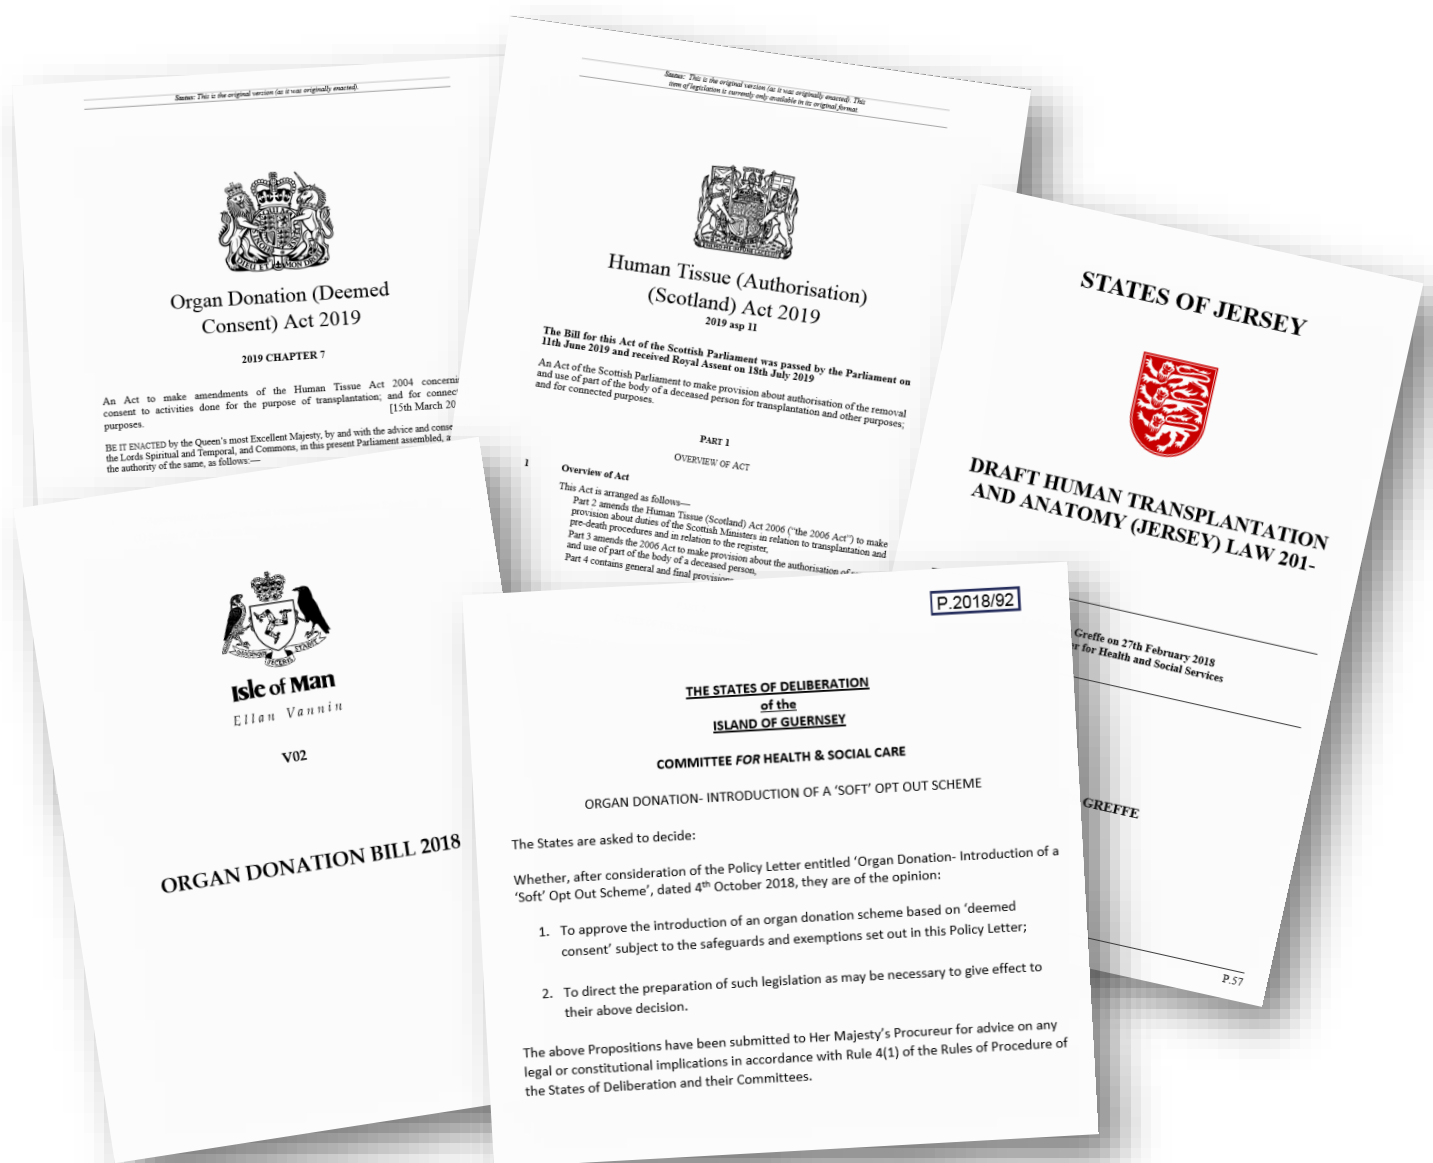 Status: This is the original version (as it was originally enacted).
Organ Donation (Deemed
Consent) Act 2019
2019 CHAPTER 7
An Act to make amendments of the Human Tissue Act 2004
consent to activities done for the purpose of transplantation; and for
purposes.
[15th March
BE IT ENACTED by the Queen's most Excellent Majesty, by and with the advice and
the Lords Spiritual and Temporal, and Commons, in this present Parliament assembled,
the authority of the same, as follows:—
Status: This is the original version (as it was originally enacted). This
item of legislation is currently only available in its original format.
Human Tissue (Authorisation)
(Scotland) Act 2019
2019 asp 11
The Bill for this Act of the Scottish Parliament was passed by the Parliament on
11th June 2019 and received Royal Assent on 18th July 2019
An Act of the Scottish Parliament to make provision about authorisation of the removal
and use of part of the body of a deceased person for transplantation and other purposes;
and for connected purposes.
PART 1
OVERVIEW OF ACT
1 Overview of Act
This Act is arranged as follows—
Part 2 amends the Human Tissue (Scotland) Act 2006 (“the 2006 Act”) to make
provision about duties of the Scottish Ministers in relation to transplantation and
pre-death procedures and in relation to the register,
Part 3 amends the 2006 Act to make provision about the authorisation of
and use of part of the body of a deceased person,
Part 4 contains general and final
STATES OF JERSEY
DRAFT HUMAN TRANSPLANTATION
AND ANATOMY (JERSEY) LAW 201-
Greffe on 27th February 2018
for Health and Social Services
GREFFE
P.57
Isle of Man
Ellan Vannin
V02
ORGAN DONATION BILL 2018
P.2018/92
THE STATES OF DELIBERATION
of the
ISLAND OF GUERNSEY
COMMITTEE FOR HEALTH & SOCIAL CARE
ORGAN DONATION- INTRODUCTION OF A ‘SOFT’ OPT OUT SCHEME
The States are asked to decide:
Whether, after consideration of the Policy Letter entitled ‘Organ Donation- Introduction of a
‘Soft’ Opt Out Scheme’, dated 4th October 2018, they are of the opinion:
1. To approve the introduction of an organ donation scheme based on ‘deemed
consent’ subject to the safeguards and exemptions set out in this Policy Letter;
2. To direct the preparation of such legislation as may be necessary to give effect to
their above decision.
The above Propositions have been submitted to Her Majesty’s Procureur for advice on any
legal or constitutional implications in accordance with Rule 4(1) of the Rules of Procedure of
the States of Deliberation and their Committees.